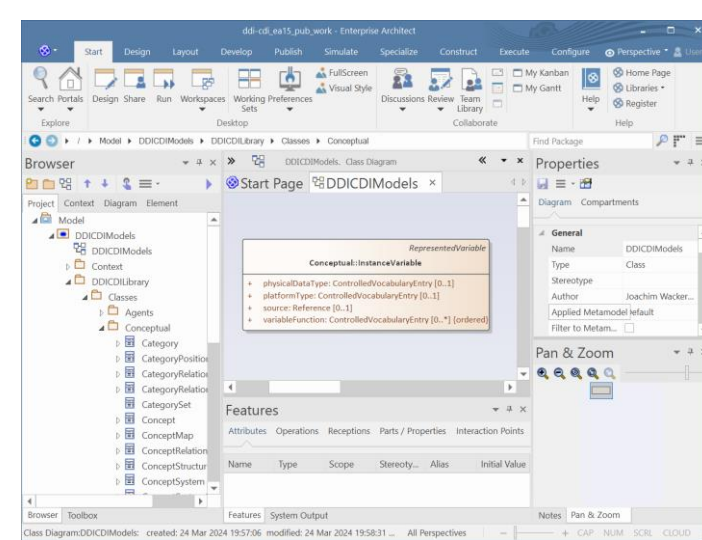 ddi-cdi_ea15_pub_work - Enterprise Architect
Start Design Layout Develop Publish Simulate Specialize Construct Execute Configure Perspective User
Search Portals Design Share Run Workspaces Working Sets Preferences FullScreen Visual Style Discussions Review Team Library My Kanban My Gantt Help Home Page Libraries Register
Explore Desktop Collaborate Help
/ Model DDICDIModels DDICDILibrary Classes Conceptual Find Package
Browser
Project Context Diagram Element
Model
DDICDIModels
DDICDIModels
Context
DDICDILibrary
Classes
Agents
Conceptual
Category
CategoryPosition
CategoryRelation
CategoryRelation
CategorySet
Concept
ConceptMap
ConceptRelation
ConceptStructur
ConceptSystem
Browser Toolbox
DDICDIModels. Class Diagram
Start Page DDICDIModels ×
RepresentedVariable
Conceptual::InstanceVariable
+ physicalDataType: ControlledVocabularyEntry [0..1]
+ platformType: ControlledVocabularyEntry [0..1]
+ source: Reference [0..1]
+ variableFunction: ControlledVocabularyEntry [0..*] {ordered}
Features
Attributes Operations Receptions Parts / Properties Interaction Points
Name Type Scope Stereoty... Alias Initial Value
Features System Output
Properties
Diagram Compartments
General
Name DDICDIModels
Type Class
Stereotype
Author Joachim Wacker...
Applied Metamodel efault
Filter to Metam...
Pan & Zoom
Notes Pan & Zoom
Class Diagram:DDICDIModels: created: 24 Mar 2024 19:57:06 modified: 24 Mar 2024 19:58:31 ... All Perspectives − + CAP NUM SCRL CLOUD